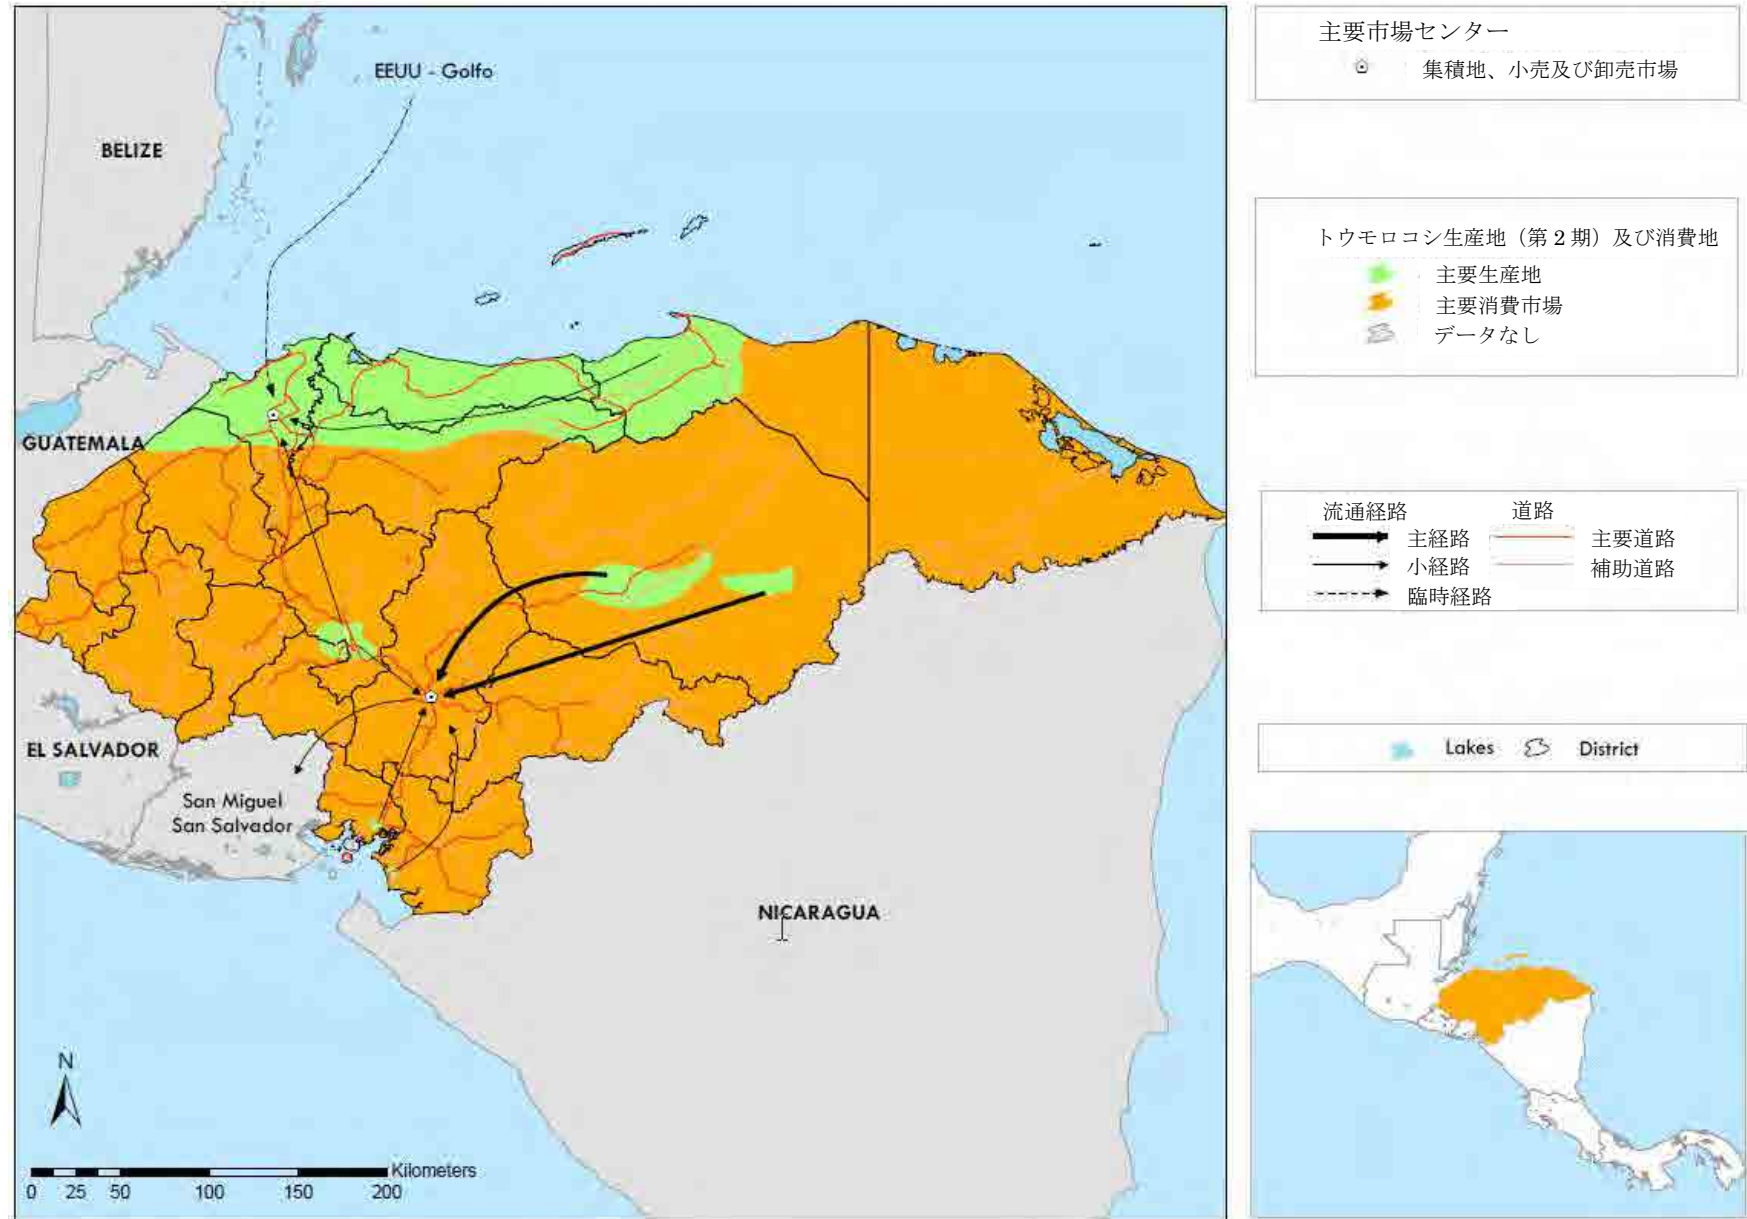 EEUU - Golfo
BELIZE
GUATEMALA
EL SALVADOR
San Miguel
San Salvador
NICARAGUA
N
Kilometers
0 25 50 100 150 200
主要市場センター
集積地、小売及び卸売市場
トウモロコシ生産地（第2期）及び消費地
主要生産地
主要消費市場
データなし
流通経路 道路
主経路 主要道路
小経路 補助道路
臨時経路
Lakes District